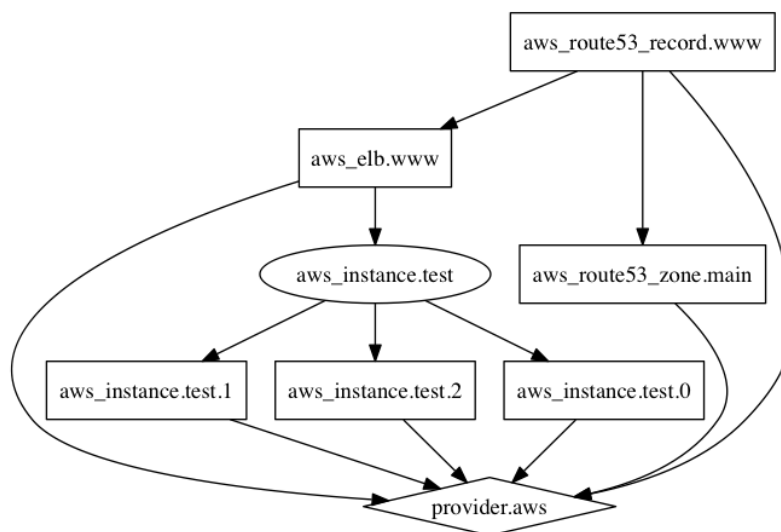 aws_route53_record.www
aws_elb.www
aws_instance.test
aws_route53_zone.main
aws_instance.test.1
aws_instance.test.2
aws_instance.test.0
provider.aws